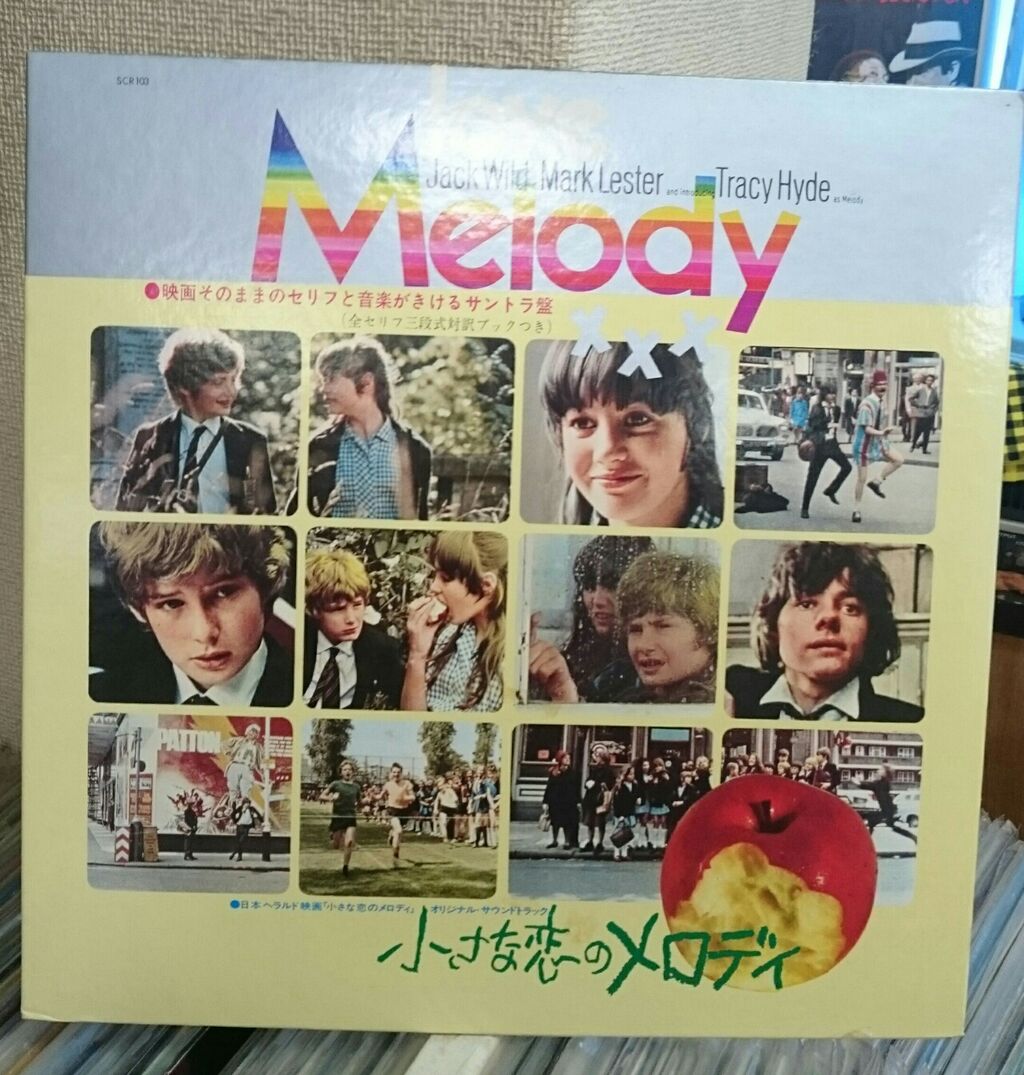 SCR 103
love
Jack Wild Mark Lester and introducing Tracy Hyde as Melody
Melody
●映画そのままのセリフと音楽がきけるサントラ盤
(全セリフ三段式対訳ブックつき)
PATTON
●日本ヘラルド映画「小さな恋のメロディ」 オリジナル・サウンドトラック
小さな恋のメロディ